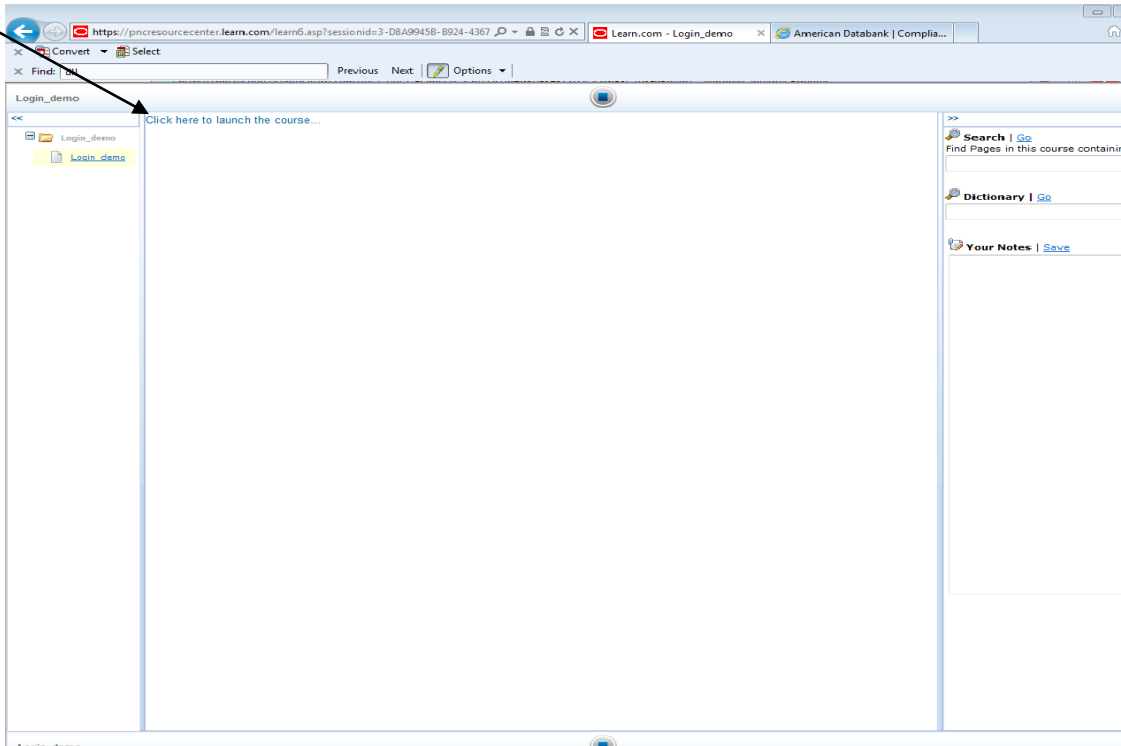 https://pncresourcecenter.learn.com/learn6.asp?sessionid=3-D8A9945B-B924-4367
Learn.com - Login_demo
American Databank | Complia...
Convert Select
Find: Previous Next Options
Login_demo
<< Click here to launch the course... >>
Login_demo
Login_demo
Search | Go
Find Pages in this course containin
Dictionary | Go
Your Notes | Save